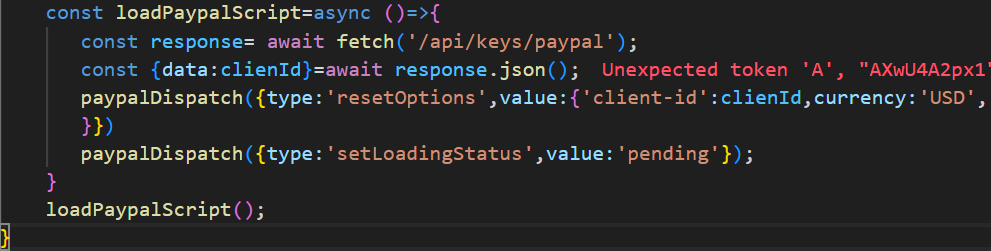 const loadPaypalScript=async ()=>{
const response= await fetch('/api/keys/paypal');
const {data:clienId}=await response.json(); Unexpected token 'A', "AXwU4A2px1"
paypalDispatch({type:'resetOptions',value:{'client-id':clienId,currency:'USD',
}})
paypalDispatch({type:'setLoadingStatus',value:'pending'});
}
loadPaypalScript();
}